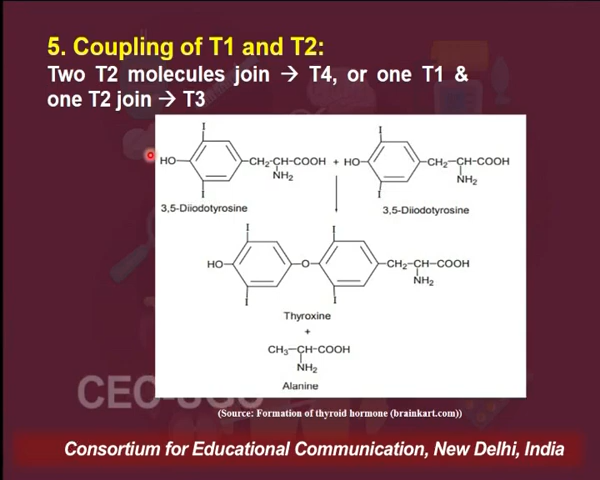 5. Coupling of T1 and T2:
Two T2 molecules join → T4, or one T1 &
one T2 join → T3
I I
HO CH₂-CH-COOH + HO CH₂-CH-COOH
NH₂ NH₂
I I
3,5-Diiodotyrosine 3,5-Diiodotyrosine
I I
HO O CH₂-CH-COOH
NH₂
I I
Thyroxine
+
CH₃-CH-COOH
NH₂
Alanine
(Source: Formation of thyroid hormone (brainkart.com))
Consortium for Educational Communication, New Delhi, India